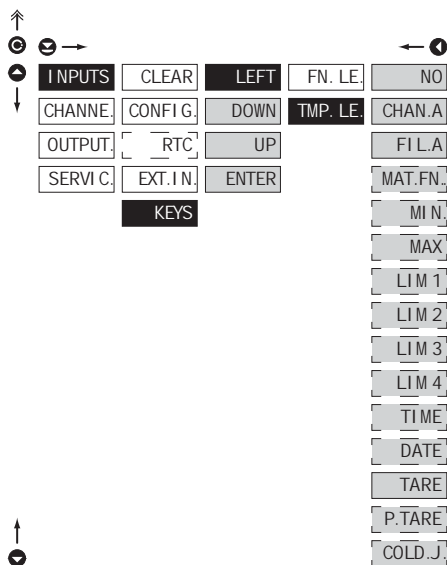 INPUTS CLEAR LEFT FN. LE. NO
CHANNE. CONFIG. DOWN TMP. LE. CHAN.A
OUTPUT. RTC UP FIL.A
SERVIC. EXT.IN. ENTER MAT.FN.
KEYS MIN.
MAX
LIM 1
LIM 2
LIM 3
LIM 4
TIME
DATE
TARE
P.TARE
COLD.J.